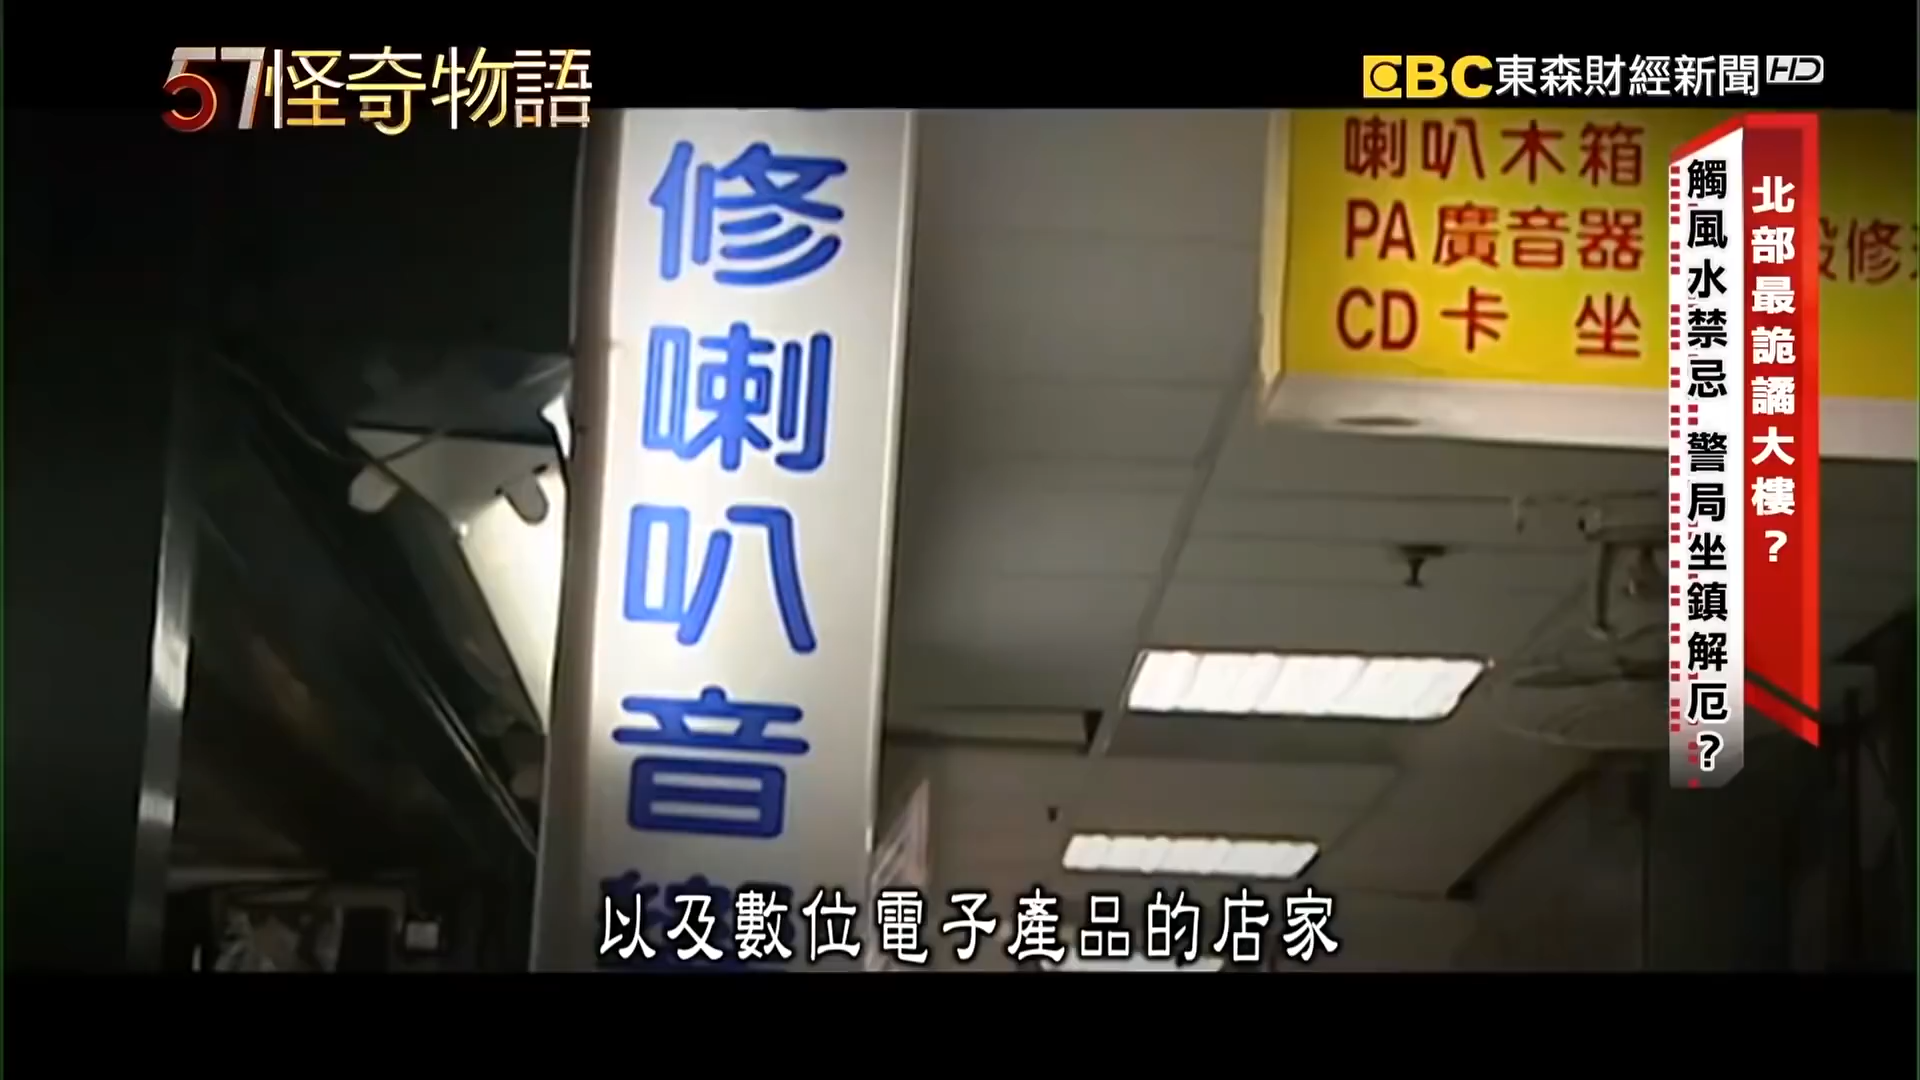 57怪奇物語
EBC東森財經新聞HD
修喇叭音
喇叭木箱
PA廣音器
CD卡 坐
修
北部最詭譎大樓?
觸風水禁忌 警局坐鎮解厄?
以及數位電子產品的店家